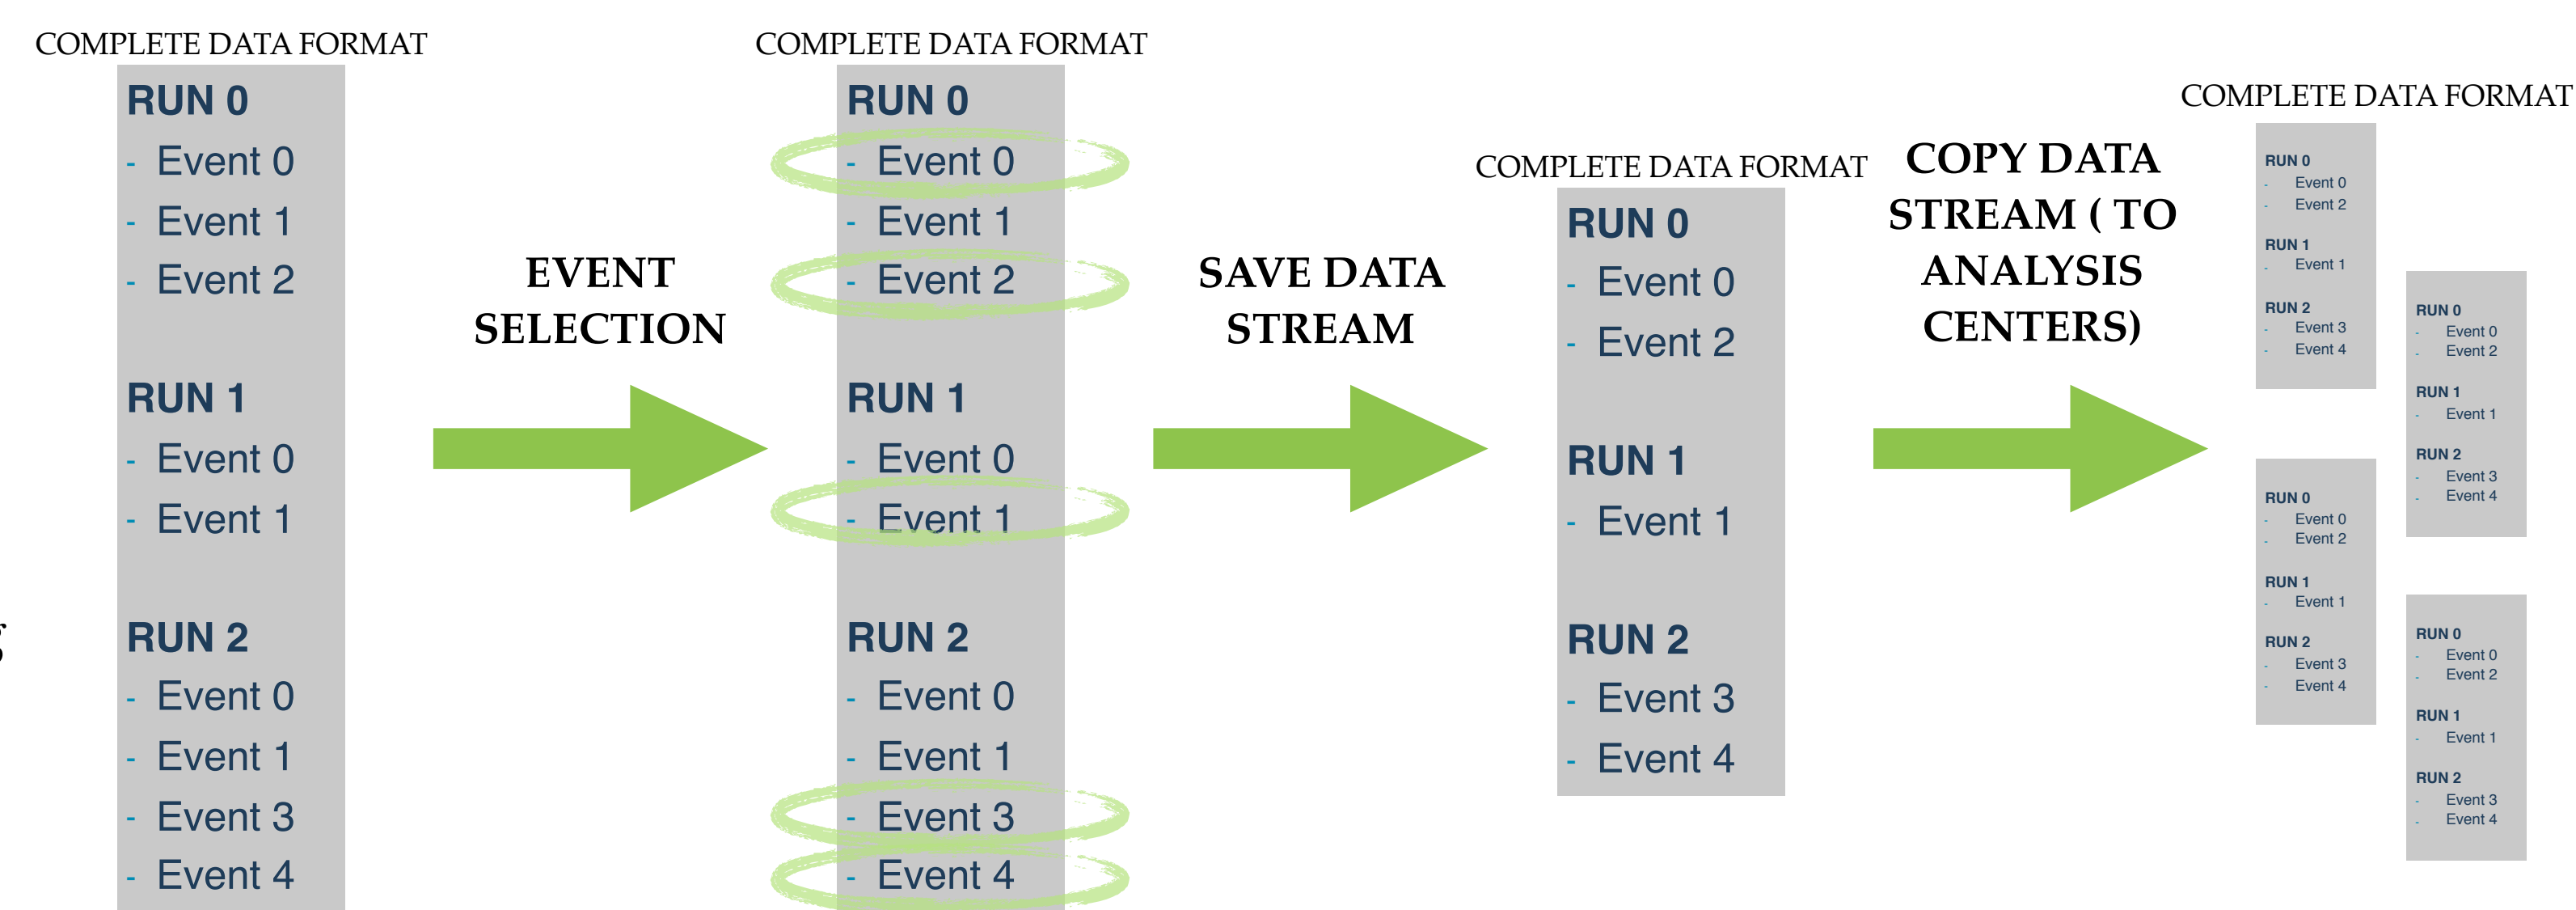 COMPLETE DATA FORMAT
RUN 0
- Event 0
- Event 1
- Event 2
RUN 1
- Event 0
- Event 1
RUN 2
- Event 0
- Event 1
- Event 3
- Event 4
g
EVENT
SELECTION
COMPLETE DATA FORMAT
RUN 0
- Event 0
- Event 1
- Event 2
RUN 1
- Event 0
- Event 1
RUN 2
- Event 0
- Event 1
- Event 3
- Event 4
SAVE DATA
STREAM
COMPLETE DATA FORMAT
RUN 0
- Event 0
- Event 2
RUN 1
- Event 1
RUN 2
- Event 3
- Event 4
COPY DATA
STREAM ( TO
ANALYSIS
CENTERS)
COMPLETE DATA FORMAT
RUN 0
- Event 0
- Event 2
RUN 1
- Event 1
RUN 2
- Event 3
- Event 4
RUN 0
- Event 0
- Event 2
RUN 1
- Event 1
RUN 2
- Event 3
- Event 4
RUN 0
- Event 0
- Event 2
RUN 1
- Event 1
RUN 2
- Event 3
- Event 4
RUN 0
- Event 0
- Event 2
RUN 1
- Event 1
RUN 2
- Event 3
- Event 4